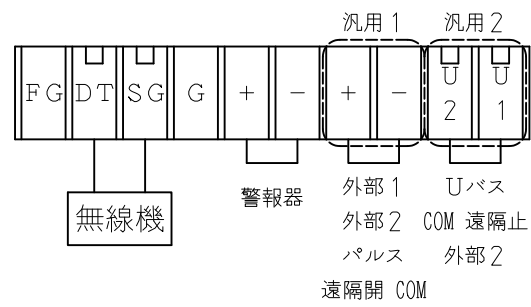 汎用1 汎用2
FG DT SG G + − + − U2 U1
無線機
警報器
外部1 Uバス
外部2 COM 遠隔止
パルス 外部2
遠隔開 COM